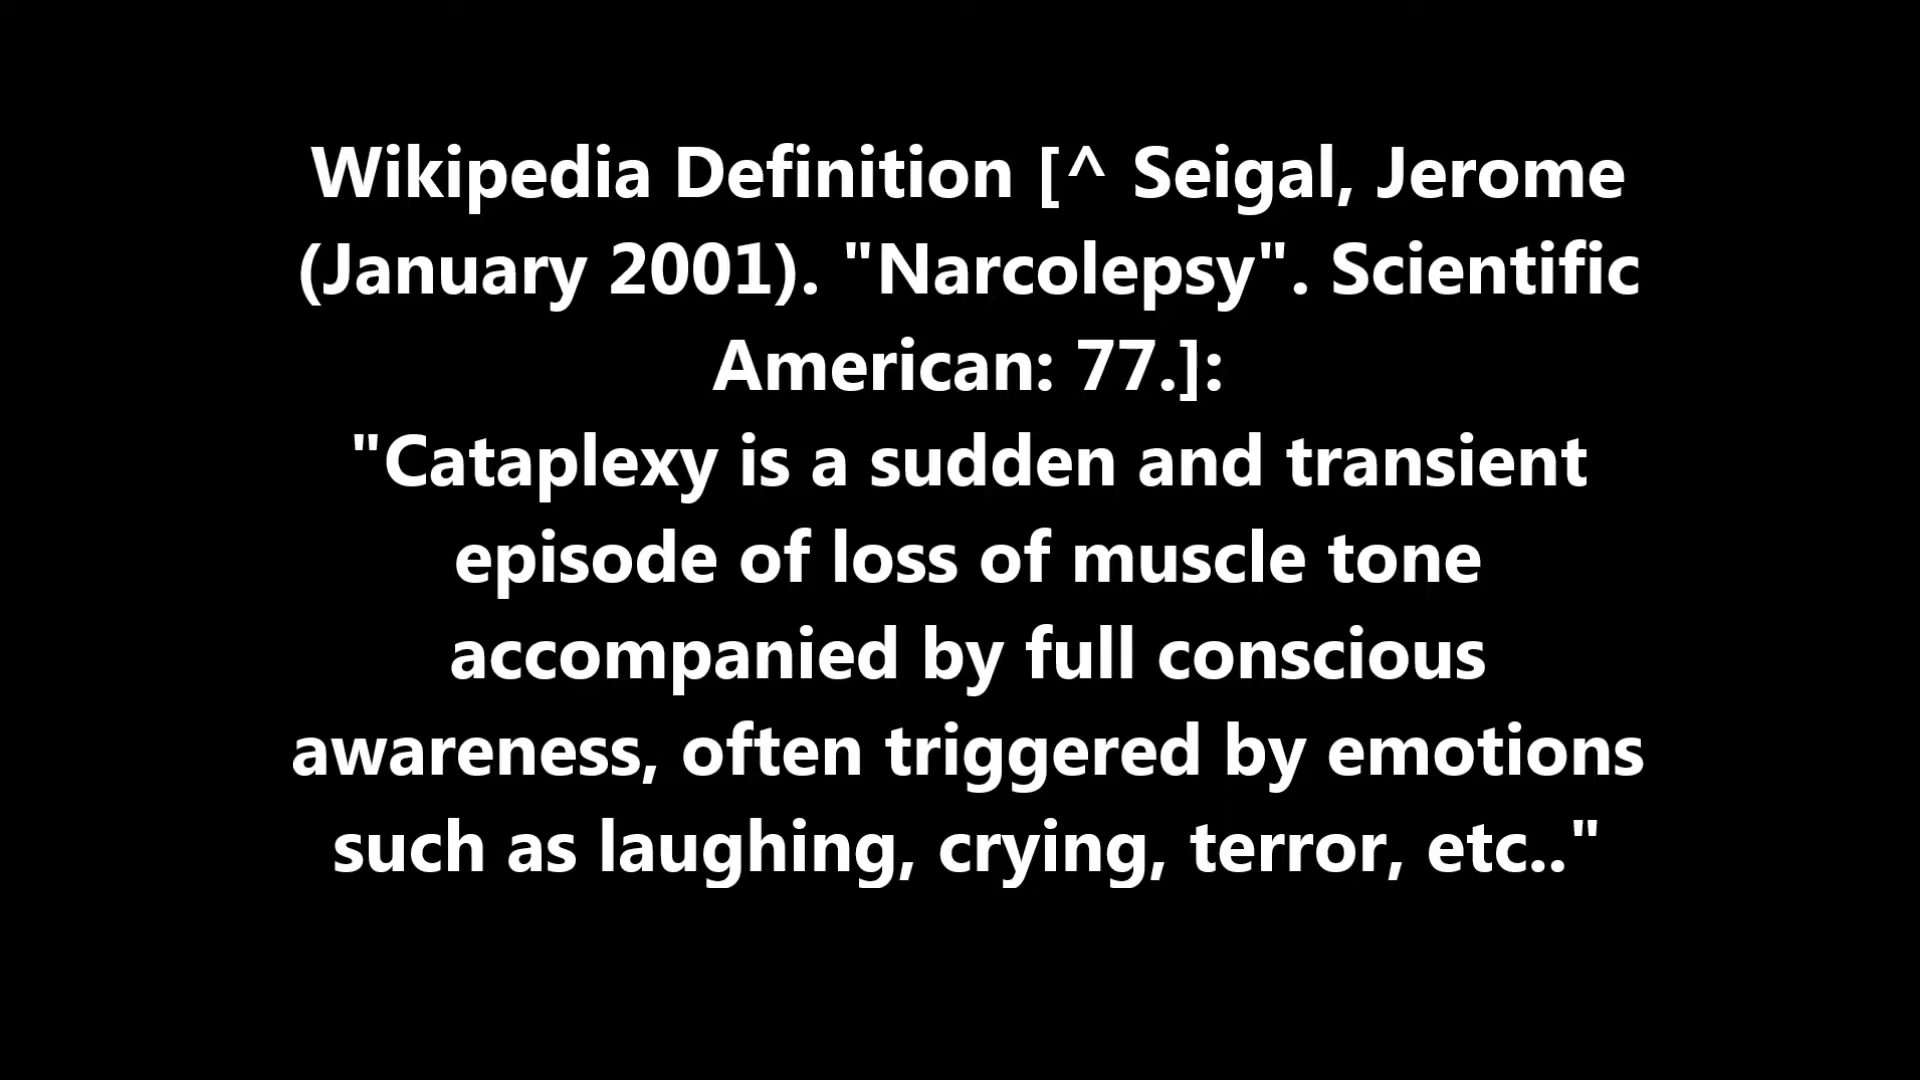 Wikipedia Definition [^ Seigal, Jerome
(January 2001). "Narcolepsy". Scientific
American: 77.]:
"Cataplexy is a sudden and transient
episode of loss of muscle tone
accompanied by full conscious
awareness, often triggered by emotions
such as laughing, crying, terror, etc.."